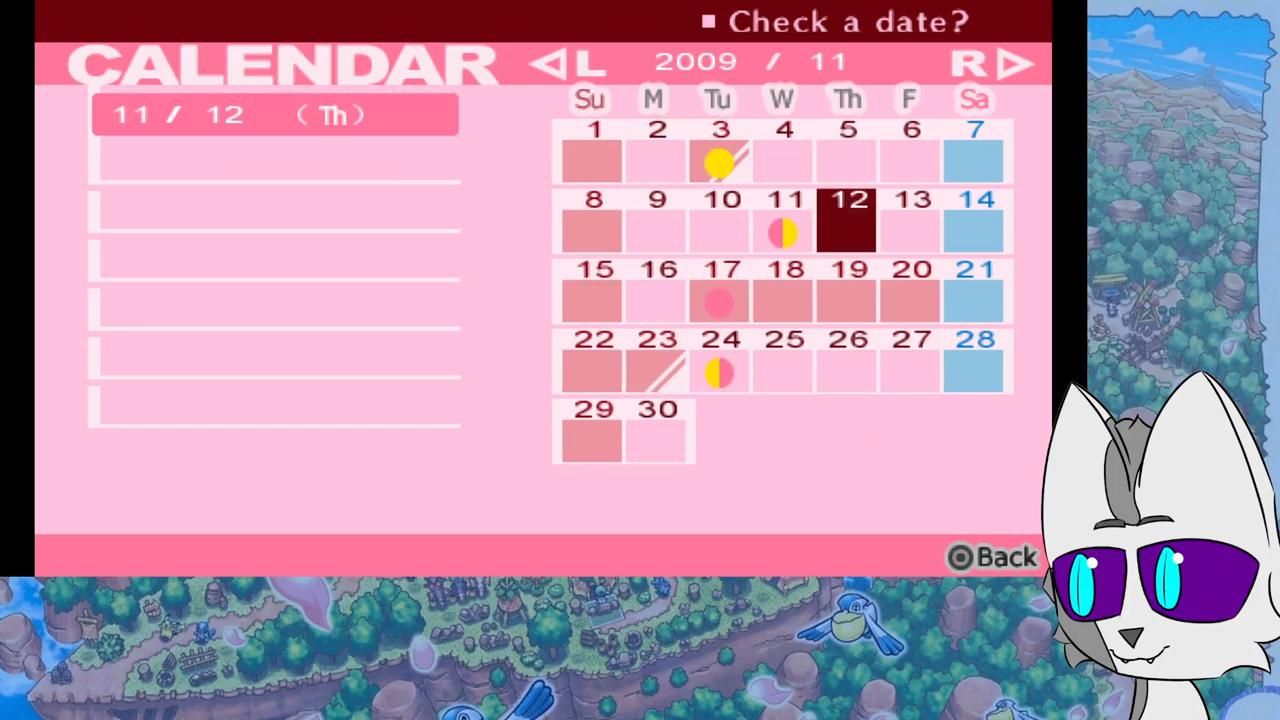 Check a date?
CALENDAR
L 2009 / 11 R
Su M Tu W Th F Sa
11 / 12 (Th)
1 2 3 4 5 6 7
8 9 10 11 12 13 14
15 16 17 18 19 20 21
22 23 24 25 26 27 28
29 30
Back